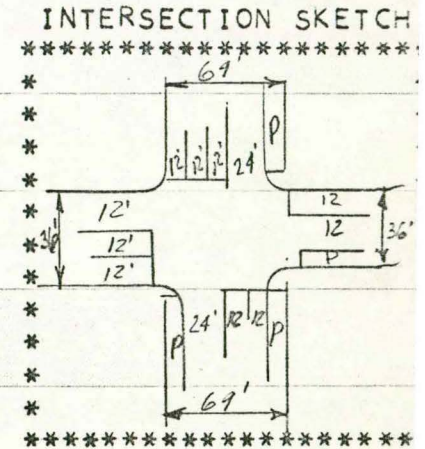 INTERSECTION SKETCH
64'
12' 12' 12' 24' P
12' 12
36' 12' 12 36'
12' P
P 24' 12 12 P
64'